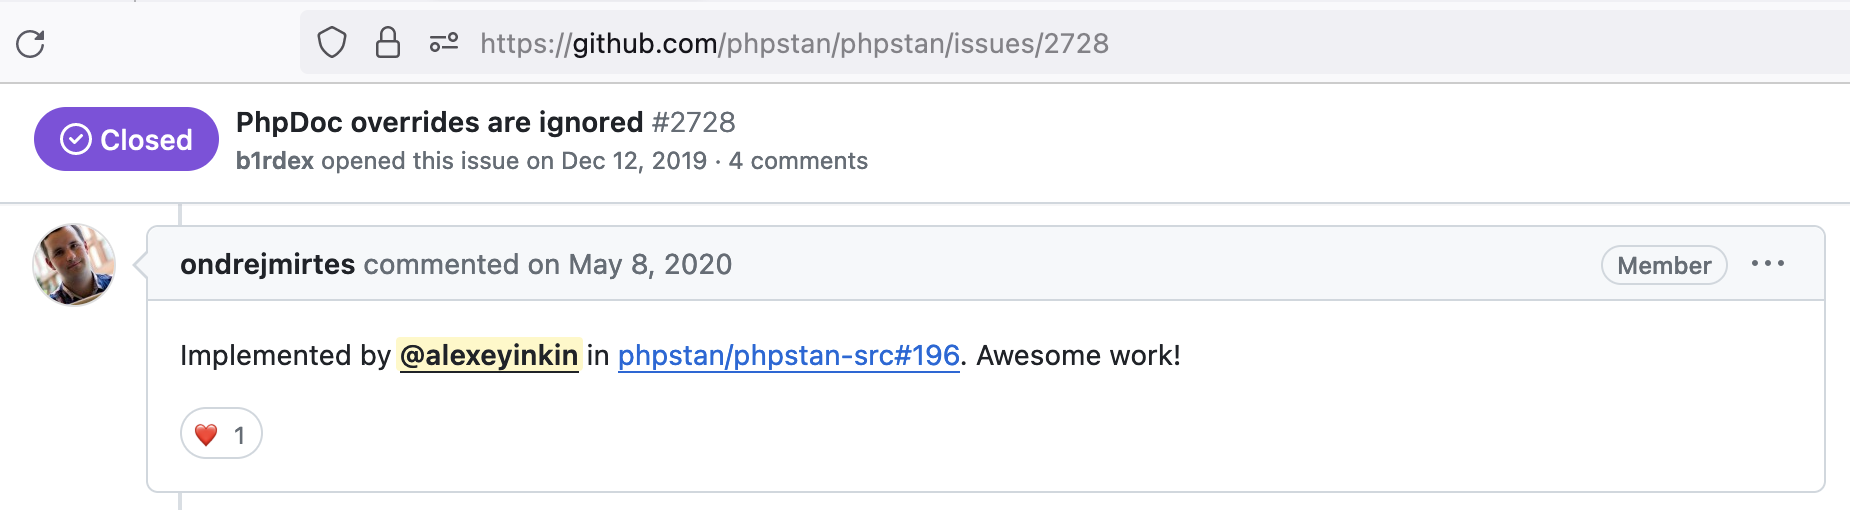 https://github.com/phpstan/phpstan/issues/2728
Closed
PhpDoc overrides are ignored #2728
b1rdex opened this issue on Dec 12, 2019 · 4 comments
ondrejmirtes commented on May 8, 2020
Member
Implemented by @alexeyinkin in phpstan/phpstan-src#196. Awesome work!
1